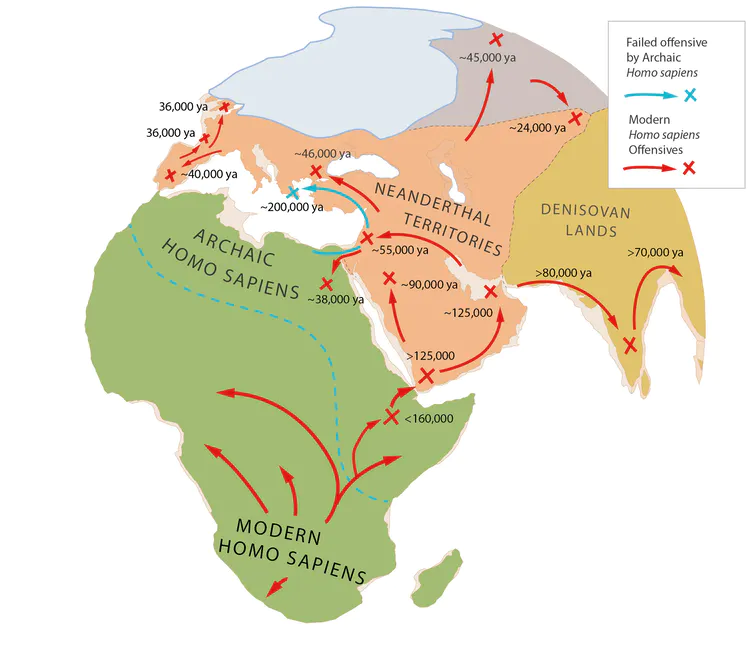 Failed offensive
by Archaic
Homo sapiens
Modern
Homo sapiens
Offensives
~45,000 ya
~24,000 ya
36,000 ya
36,000 ya
~40,000 ya
~46,000 ya
~200,000 ya
NEANDERTHAL
TERRITORIES
DENISOVAN
LANDS
ARCHAIC
HOMO SAPIENS
~55,000 ya
~38,000 ya
~90,000 ya
~125,000
>80,000 ya
>70,000 ya
>125,000
<160,000
MODERN
HOMO SAPIENS